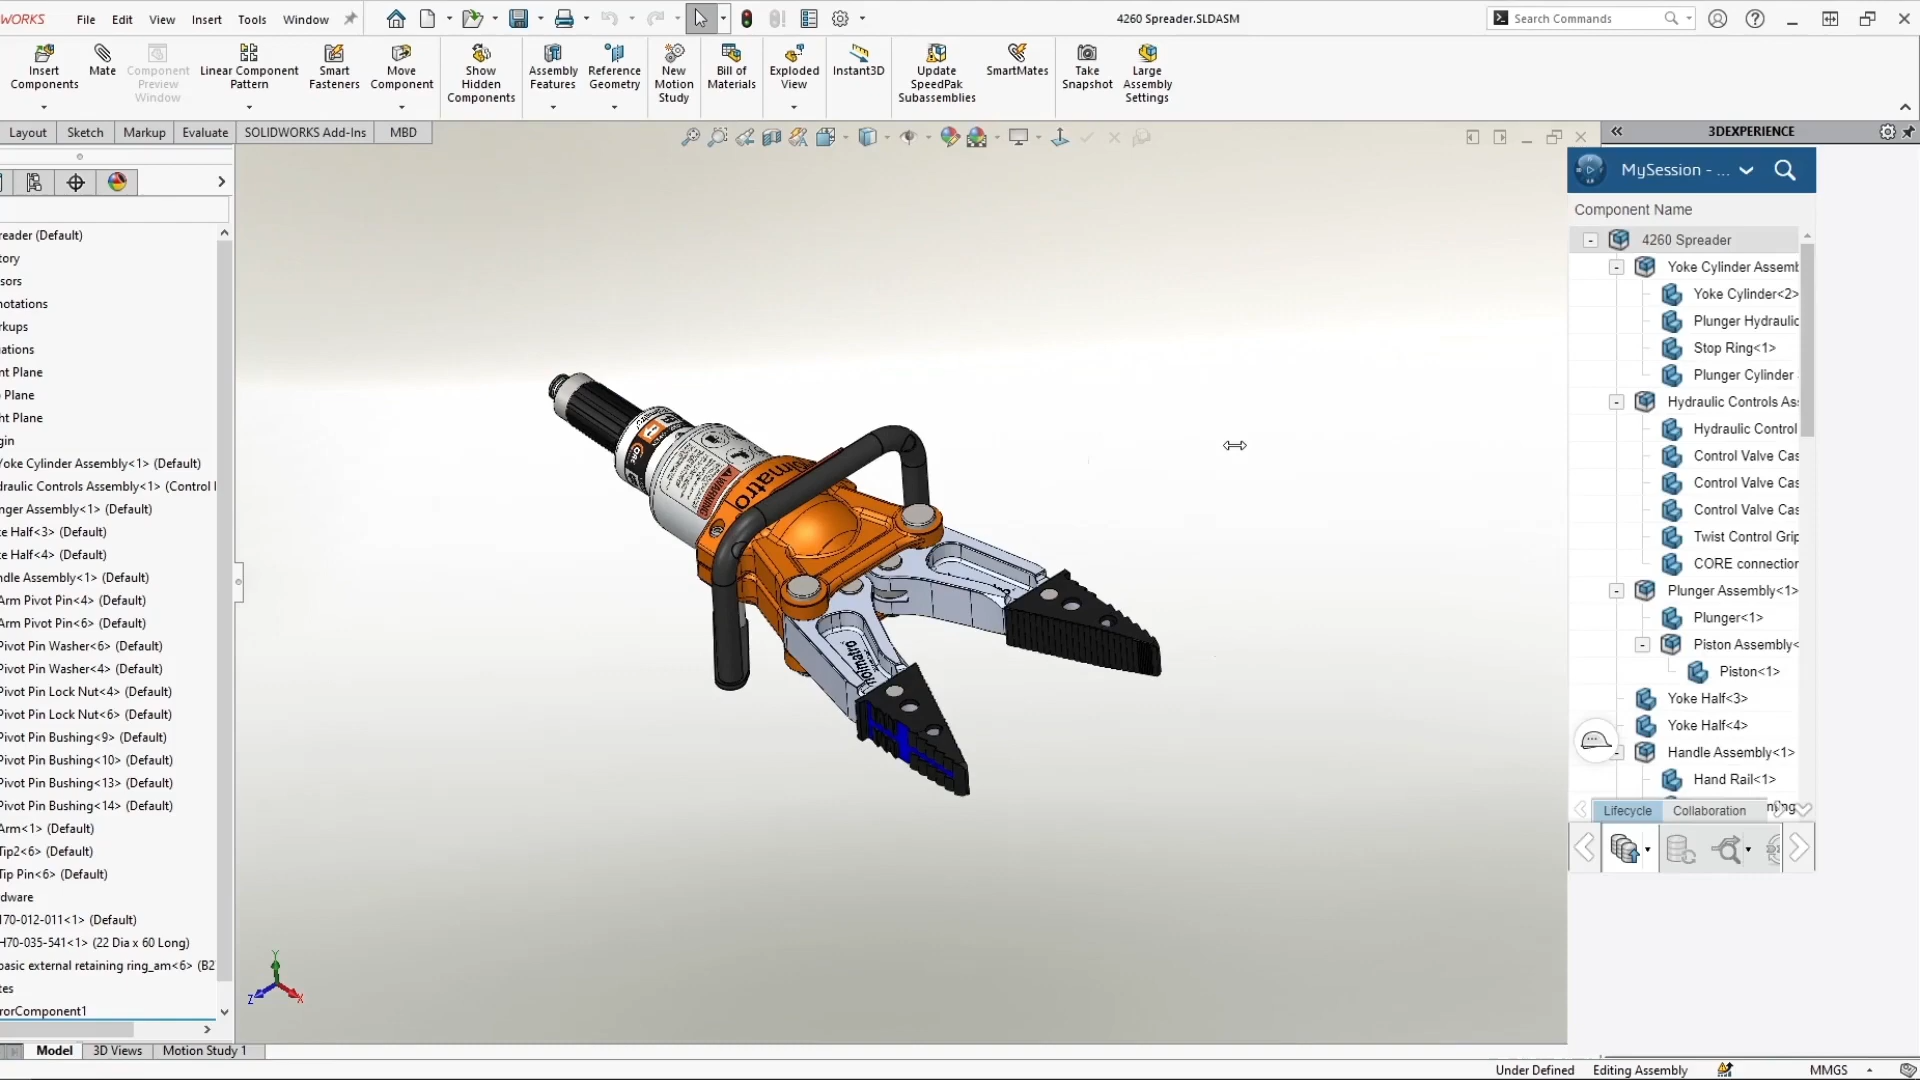 WORKS
File Edit View Insert Tools Window
4260 Spreader.SLDASM
Search Commands
Insert Components
Mate
Component Preview Window
Linear Component Pattern
Smart Fasteners
Move Component
Show Hidden Components
Assembly Features
Reference Geometry
New Motion Study
Bill of Materials
Exploded View
Instant3D
Update SpeedPak Subassemblies
SmartMates
Take Snapshot
Large Assembly Settings
Layout Sketch Markup Evaluate SOLIDWORKS Add-Ins MBD
3DEXPERIENCE
MySession - ...
Component Name
reader (Default)
tory
sors
notations
rkups
uations
nt Plane
Plane
ht Plane
gin
Yoke Cylinder Assembly<1> (Default)
draulic Controls Assembly<1> (Control
nger Assembly<1> (Default)
ke Half<3> (Default)
ke Half<4> (Default)
ndle Assembly<1> (Default)
Arm Pivot Pin<4> (Default)
Arm Pivot Pin<6> (Default)
Pivot Pin Washer<6> (Default)
Pivot Pin Washer<4> (Default)
Pivot Pin Lock Nut<4> (Default)
Pivot Pin Lock Nut<6> (Default)
Pivot Pin Bushing<9> (Default)
Pivot Pin Bushing<10> (Default)
Pivot Pin Bushing<13> (Default)
Pivot Pin Bushing<14> (Default)
Arm<1> (Default)
Tip2<6> (Default)
Tip Pin<6> (Default)
dware
170-012-011<1> (Default)
H70-035-541<1> (22 Dia x 60 Long)
basic external retaining ring_am<6> (B2
tes
rorComponent1
WARNING
holmatro
holmatro
CORE
Y
Z
X
4260 Spreader
Yoke Cylinder Assemb
Yoke Cylinder<2>
Plunger Hydraulic
Stop Ring<1>
Plunger Cylinder
Hydraulic Controls Ass
Hydraulic Control
Control Valve Cas
Control Valve Cas
Control Valve Cas
Twist Control Grip
CORE connection
Plunger Assembly<1>
Plunger<1>
Piston Assembly<
Piston<1>
Yoke Half<3>
Yoke Half<4>
Handle Assembly<1>
Hand Rail<1>
Lifecycle Collaboration
Model 3D Views Motion Study 1
Under Defined Editing Assembly MMGS